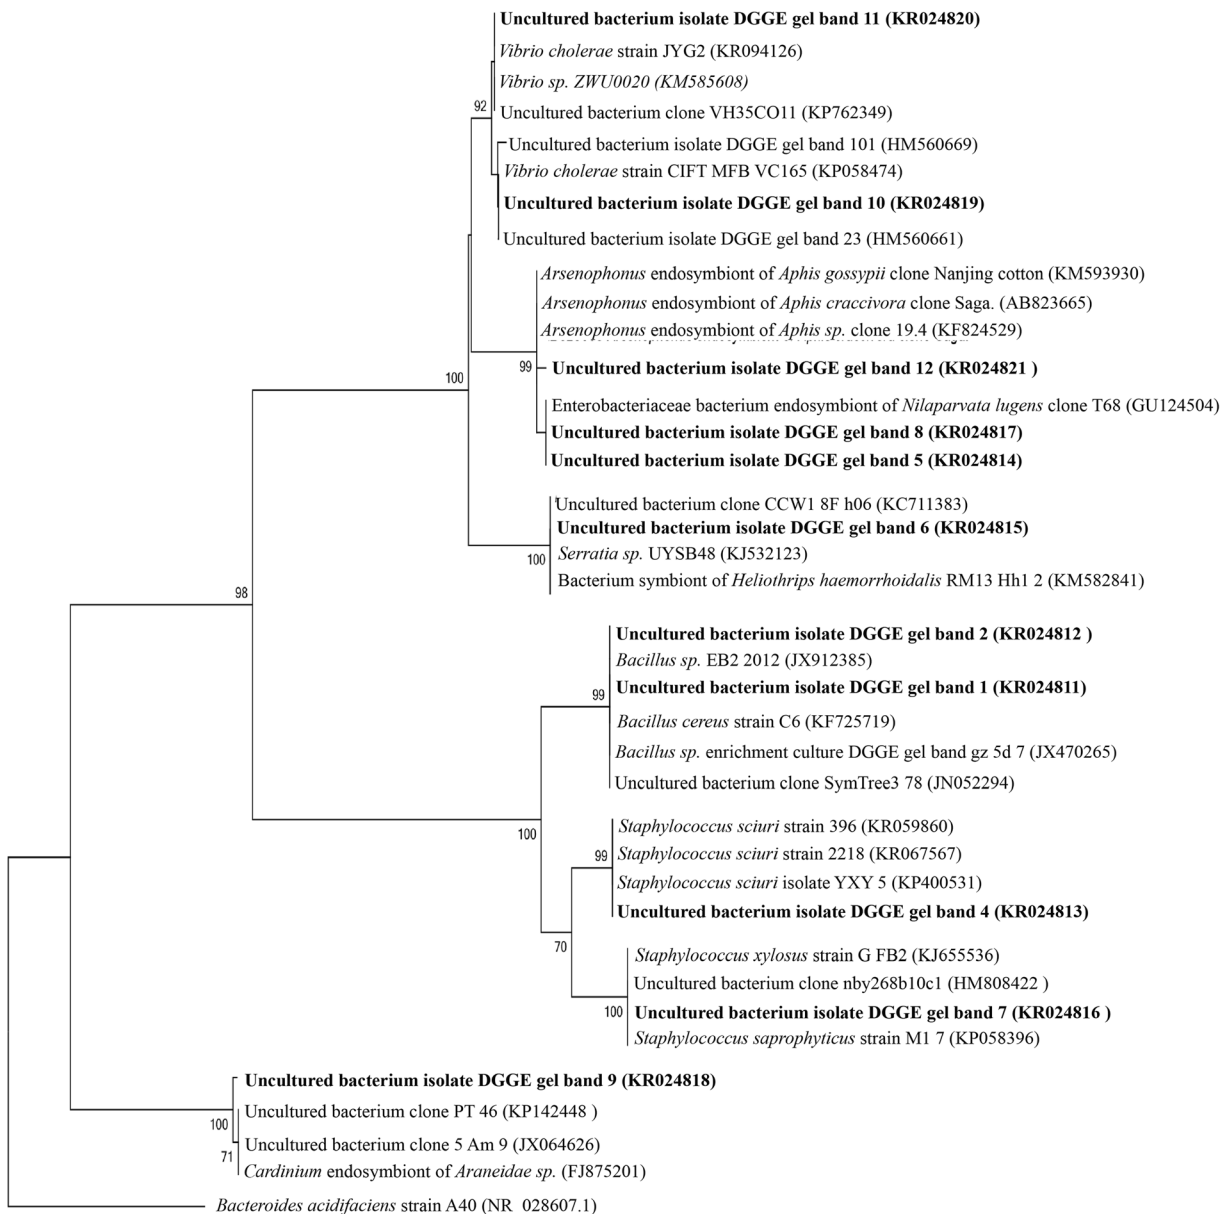 Uncultured bacterium isolate DGGE gel band 11 (KR024820)
Vibrio cholerae strain JYG2 (KR094126)
Vibrio sp. ZWU0020 (KM585608)
92
Uncultured bacterium clone VH35CO11 (KP762349)
Uncultured bacterium isolate DGGE gel band 101 (HM560669)
Vibrio cholerae strain CIFT MFB VC165 (KP058474)
Uncultured bacterium isolate DGGE gel band 10 (KR024819)
Uncultured bacterium isolate DGGE gel band 23 (HM560661)
Arsenophonus endosymbiont of Aphis gossypii clone Nanjing cotton (KM593930)
Arsenophonus endosymbiont of Aphis craccivora clone Saga. (AB823665)
Arsenophonus endosymbiont of Aphis sp. clone 19.4 (KF824529)
99
Uncultured bacterium isolate DGGE gel band 12 (KR024821 )
100
Enterobacteriaceae bacterium endosymbiont of Nilaparvata lugens clone T68 (GU124504)
Uncultured bacterium isolate DGGE gel band 8 (KR024817)
Uncultured bacterium isolate DGGE gel band 5 (KR024814)
Uncultured bacterium clone CCW1 8F h06 (KC711383)
Uncultured bacterium isolate DGGE gel band 6 (KR024815)
100
Serratia sp. UYSB48 (KJ532123)
Bacterium symbiont of Heliothrips haemorrhoidalis RM13 Hh1 2 (KM582841)
98
Uncultured bacterium isolate DGGE gel band 2 (KR024812 )
Bacillus sp. EB2 2012 (JX912385)
99
Uncultured bacterium isolate DGGE gel band 1 (KR024811)
Bacillus cereus strain C6 (KF725719)
Bacillus sp. enrichment culture DGGE gel band gz 5d 7 (JX470265)
Uncultured bacterium clone SymTree3 78 (JN052294)
100
Staphylococcus sciuri strain 396 (KR059860)
99
Staphylococcus sciuri strain 2218 (KR067567)
Staphylococcus sciuri isolate YXY 5 (KP400531)
Uncultured bacterium isolate DGGE gel band 4 (KR024813)
70
Staphylococcus xylosus strain G FB2 (KJ655536)
Uncultured bacterium clone nby268b10c1 (HM808422 )
100
Uncultured bacterium isolate DGGE gel band 7 (KR024816 )
Staphylococcus saprophyticus strain M1 7 (KP058396)
Uncultured bacterium isolate DGGE gel band 9 (KR024818)
100
Uncultured bacterium clone PT 46 (KP142448 )
71
Uncultured bacterium clone 5 Am 9 (JX064626)
Cardinium endosymbiont of Araneidae sp. (FJ875201)
Bacteroides acidifaciens strain A40 (NR 028607.1)